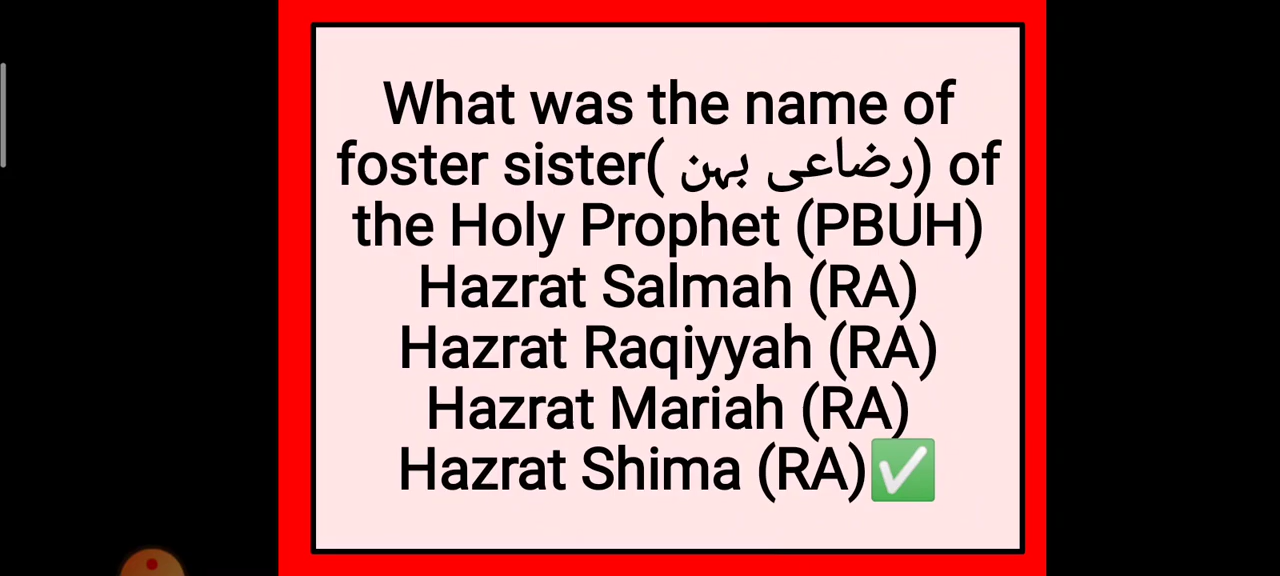 What was the name of
foster sister( رضاعی بہن) of
the Holy Prophet (PBUH)
Hazrat Salmah (RA)
Hazrat Raqiyyah (RA)
Hazrat Mariah (RA)
Hazrat Shima (RA)✅